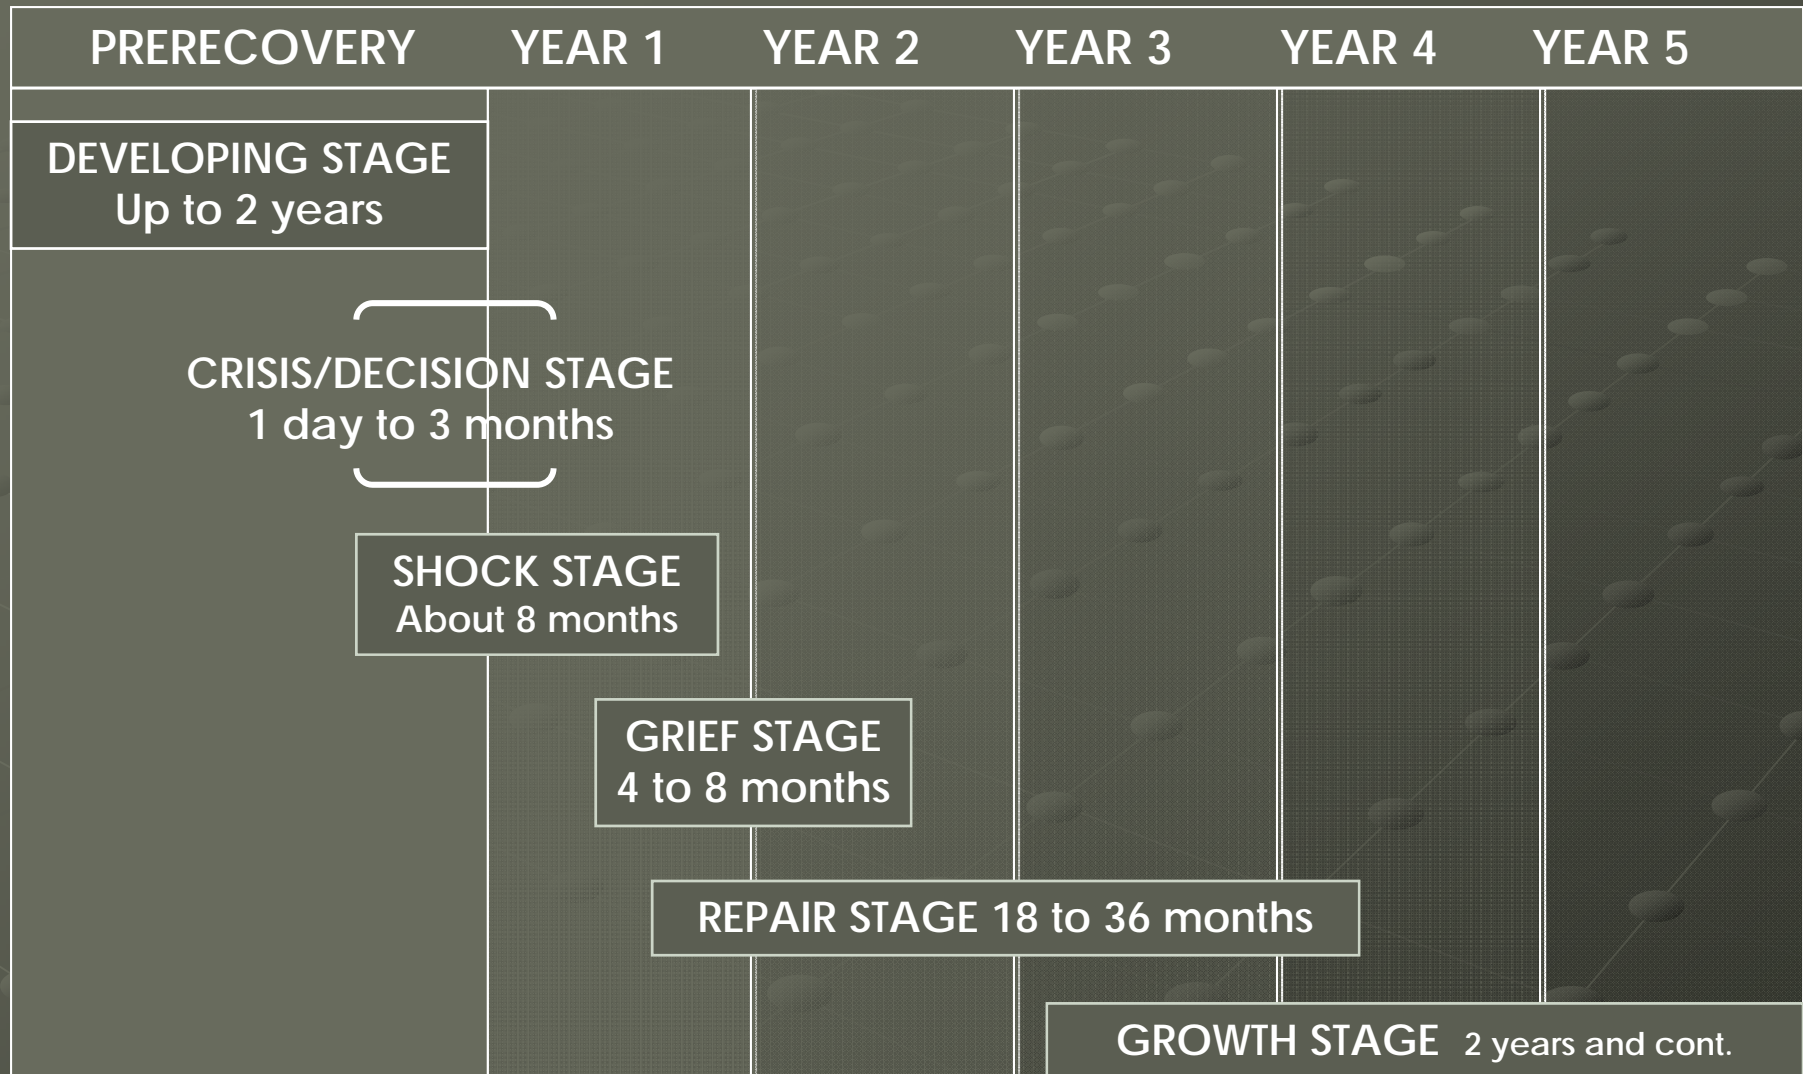 PRERECOVERY YEAR 1 YEAR 2 YEAR 3 YEAR 4 YEAR 5
DEVELOPING STAGE
Up to 2 years
CRISIS/DECISION STAGE
1 day to 3 months
SHOCK STAGE
About 8 months
GRIEF STAGE
4 to 8 months
REPAIR STAGE 18 to 36 months
GROWTH STAGE 2 years and cont.